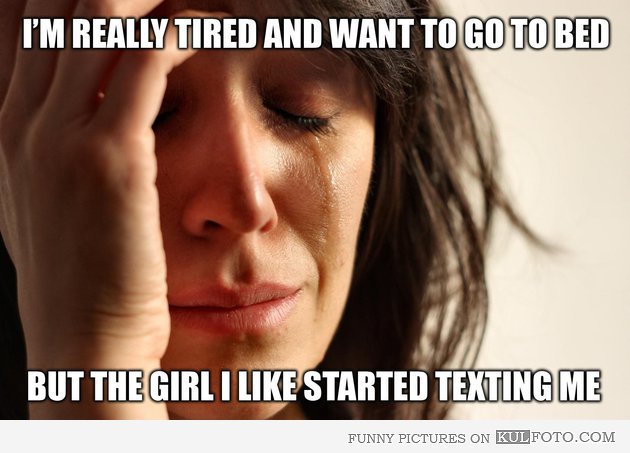 I'M REALLY TIRED AND WANT TO GO TO BED
BUT THE GIRL I LIKE STARTED TEXTING ME
FUNNY PICTURES ON KULFOTO.COM